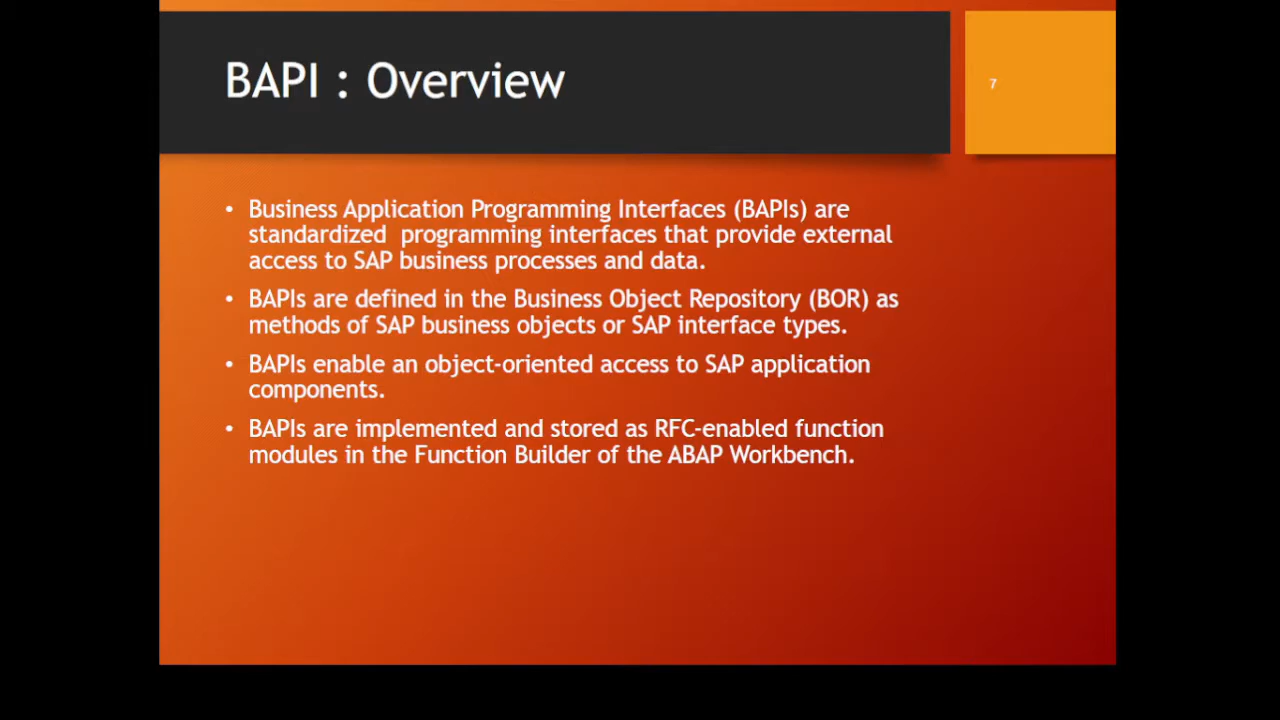 BAPI : Overview
7
• Business Application Programming Interfaces (BAPIs) are
standardized  programming interfaces that provide external
access to SAP business processes and data.
• BAPIs are defined in the Business Object Repository (BOR) as
methods of SAP business objects or SAP interface types.
• BAPIs enable an object-oriented access to SAP application
components.
• BAPIs are implemented and stored as RFC-enabled function
modules in the Function Builder of the ABAP Workbench.